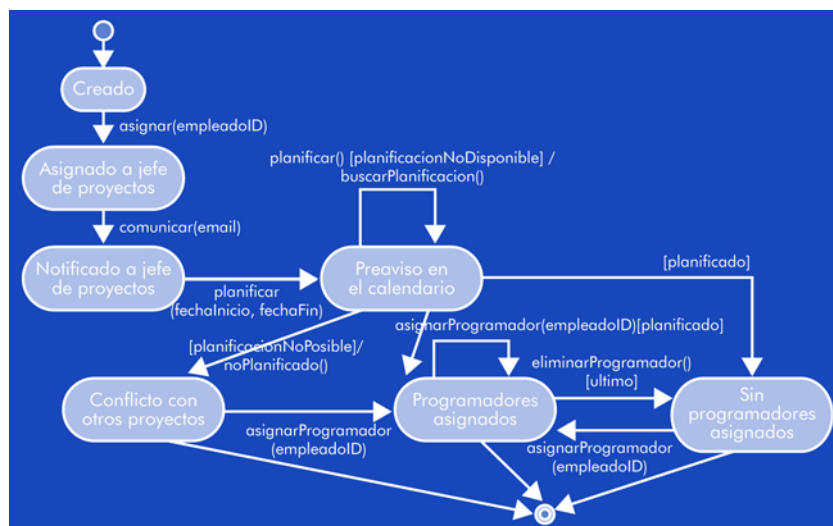 Creado
asignar(empleadoID)
Asignado a jefe
de proyectos
planificar() [planificacionNoDisponible] /
buscarPlanificacion()
comunicar(email)
Notificado a jefe
de proyectos
planificar
(fechaInicio, fechaFin)
Preaviso en
el calendario
[planificado]
[planificacionNoPosible]/
noPlanificado()
asignarProgramador(empleadoID)[planificado]
eliminarProgramador()
[ultimo]
Conflicto con
otros proyectos
asignarProgramador
(empleadoID)
Programadores
asignados
Sin
programadores
asignados
asignarProgramador
(empleadoID)